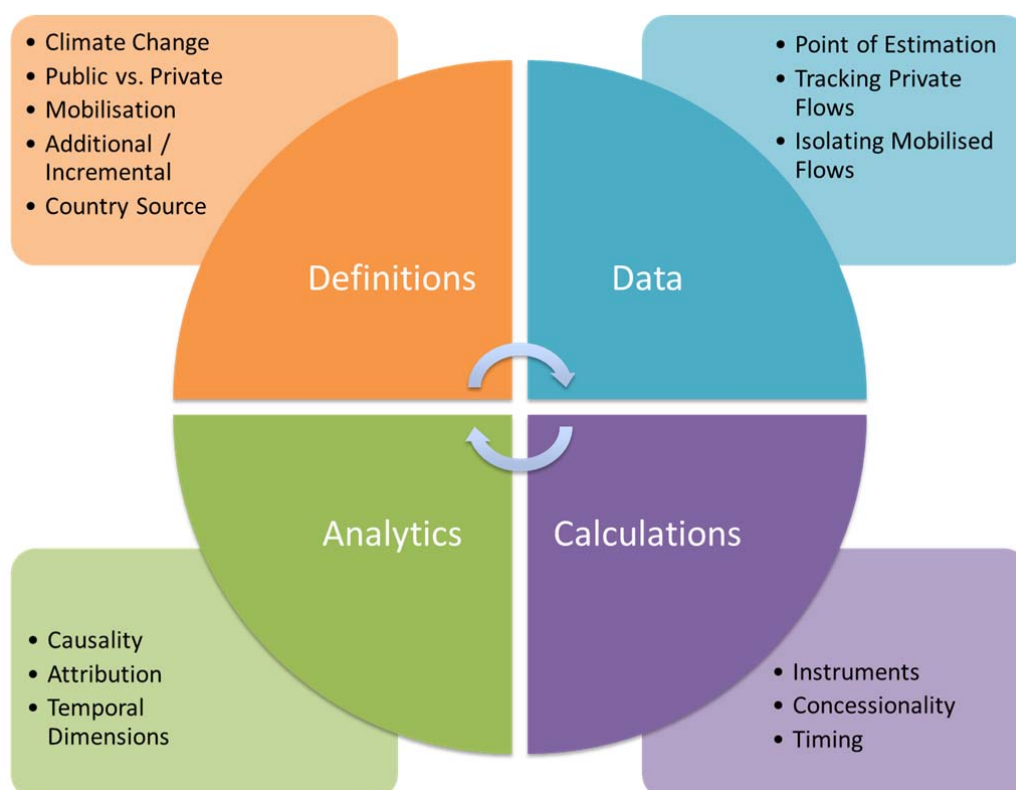 • Climate Change
• Public vs. Private
• Mobilisation
• Additional /
Incremental
• Country Source
• Point of Estimation
• Tracking Private
Flows
• Isolating Mobilised
Flows
Definitions
Data
Analytics
Calculations
• Causality
• Attribution
• Temporal
Dimensions
• Instruments
• Concessionality
• Timing